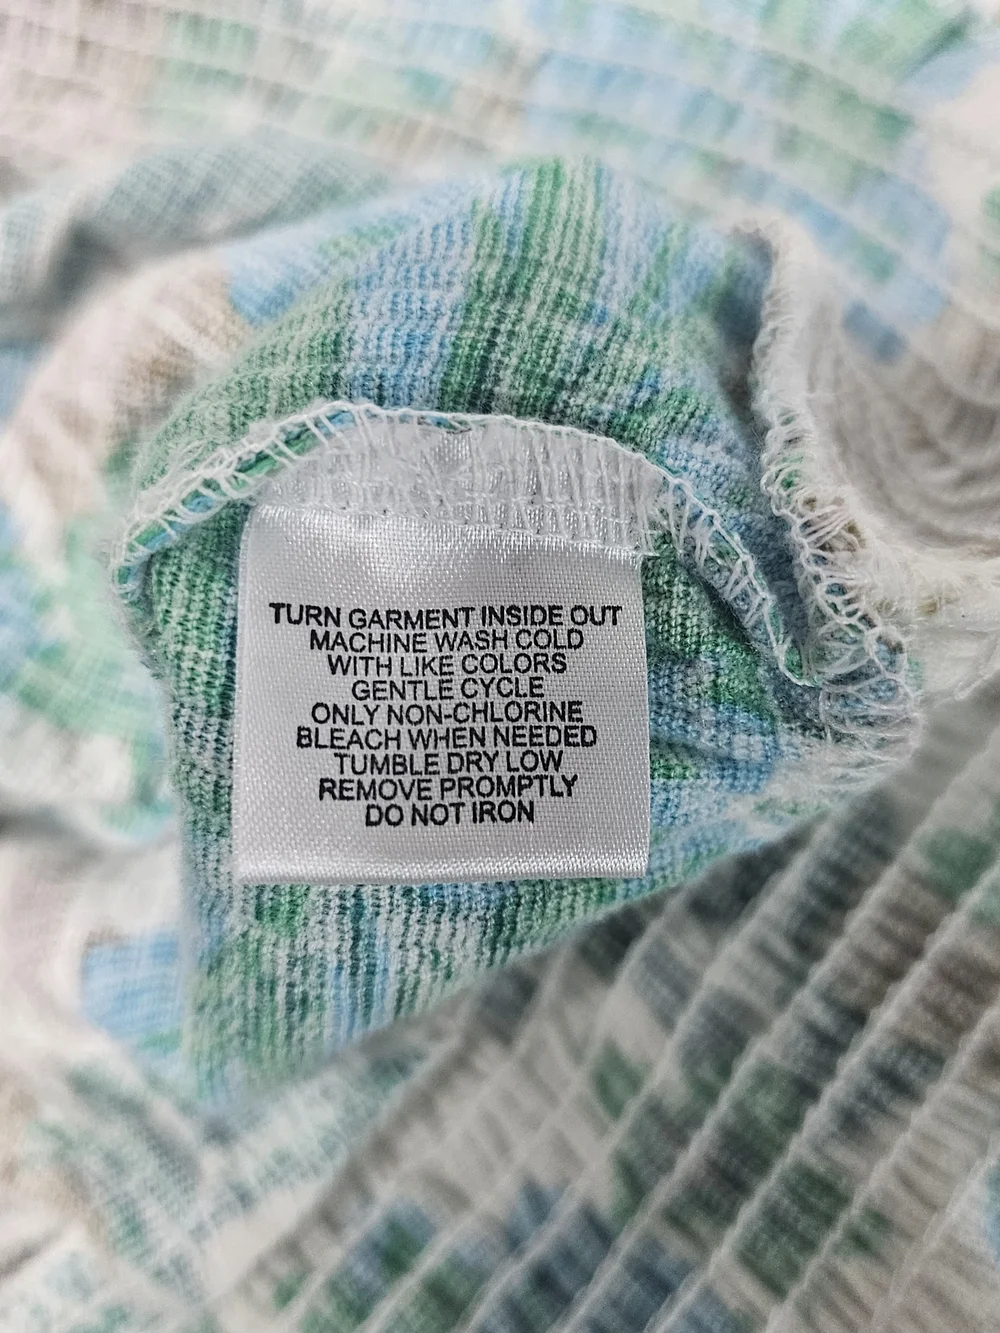 TURN GARMENT INSIDE OUT
MACHINE WASH COLD
WITH LIKE COLORS
GENTLE CYCLE
ONLY NON-CHLORINE
BLEACH WHEN NEEDED
TUMBLE DRY LOW
REMOVE PROMPTLY
DO NOT IRON